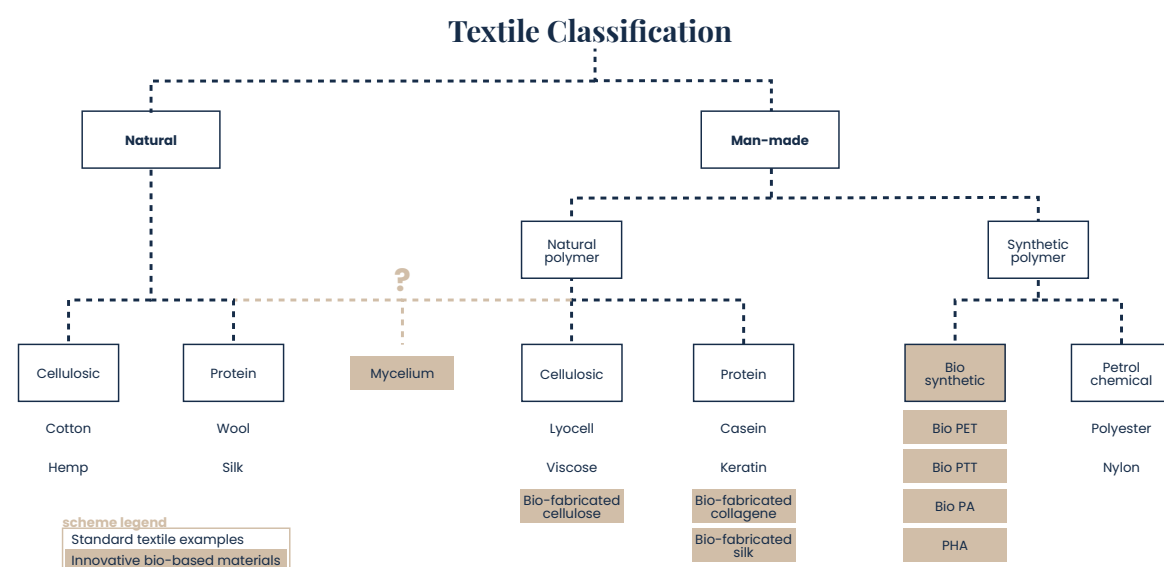 Textile Classification
Natural
Man-made
Natural
polymer
Synthetic
polymer
?
Cellulosic
Protein
Mycelium
Cellulosic
Protein
Bio
synthetic
Petrol
chemical
Cotton
Wool
Lyocell
Casein
Bio PET
Polyester
Hemp
Silk
Viscose
Keratin
Bio PTT
Nylon
Bio-fabricated
cellulose
Bio-fabricated
collagene
Bio PA
Bio-fabricated
silk
PHA
scheme legend
Standard textile examples
Innovative bio-based materials